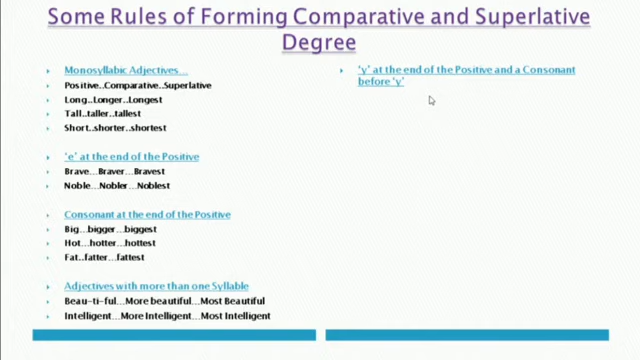 Some Rules of Forming Comparative and Superlative
Degree
Monosyllabic Adjectives...
Positive..Comparative..Superlative
Long..Longer..Longest
Tall..taller..tallest
Short..shorter..shortest
'e' at the end of the Positive
Brave...Braver...Bravest
Noble...Nobler...Noblest
Consonant at the end of the Positive
Big...bigger...biggest
Hot...hotter...hottest
Fat..fatter...fattest
Adjectives with more than one Syllable
Beau-ti-ful...More beautiful...Most Beautiful
Intelligent...More Intelligent...Most Intelligent
'y' at the end of the Positive and a Consonant
before 'y'